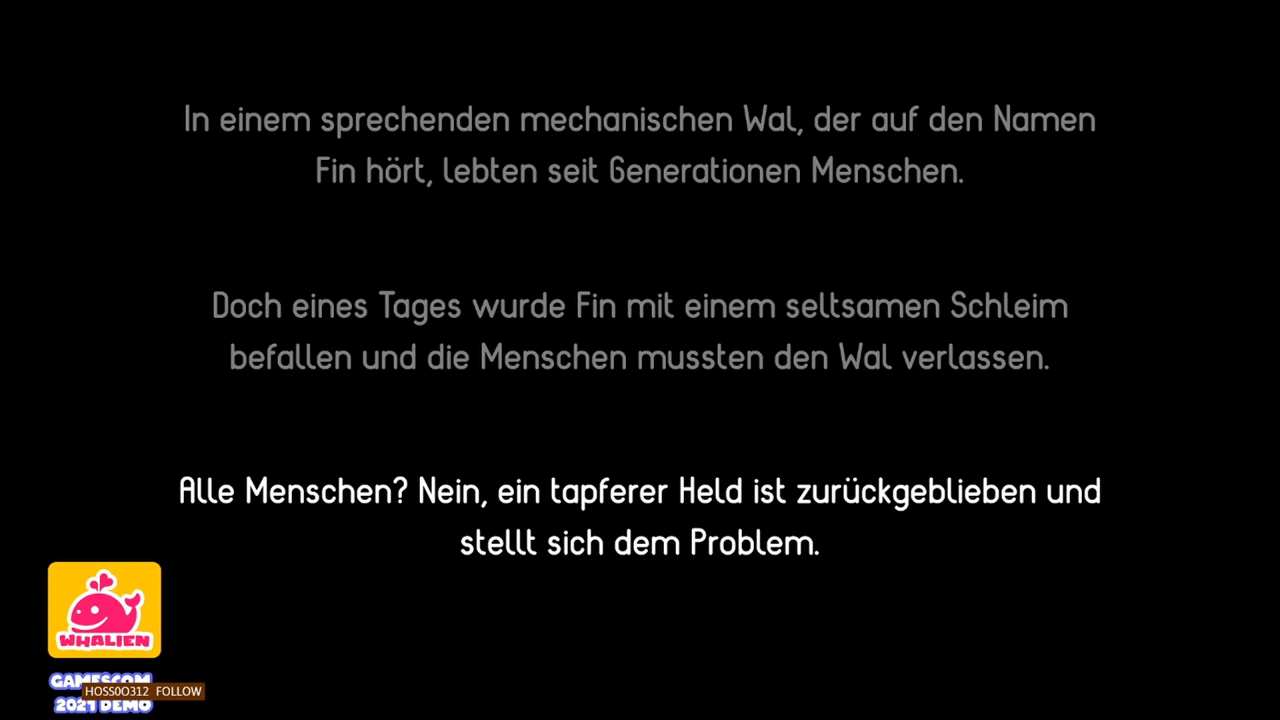 In einem sprechenden mechanischen Wal, der auf den Namen
Fin hört, lebten seit Generationen Menschen.
Doch eines Tages wurde Fin mit einem seltsamen Schleim
befallen und die Menschen mussten den Wal verlassen.
Alle Menschen? Nein, ein tapferer Held ist zurückgeblieben und
stellt sich dem Problem.
WHALIEN
GAMESCOM
HOSS0O312 FOLLOW
2021 DEMO